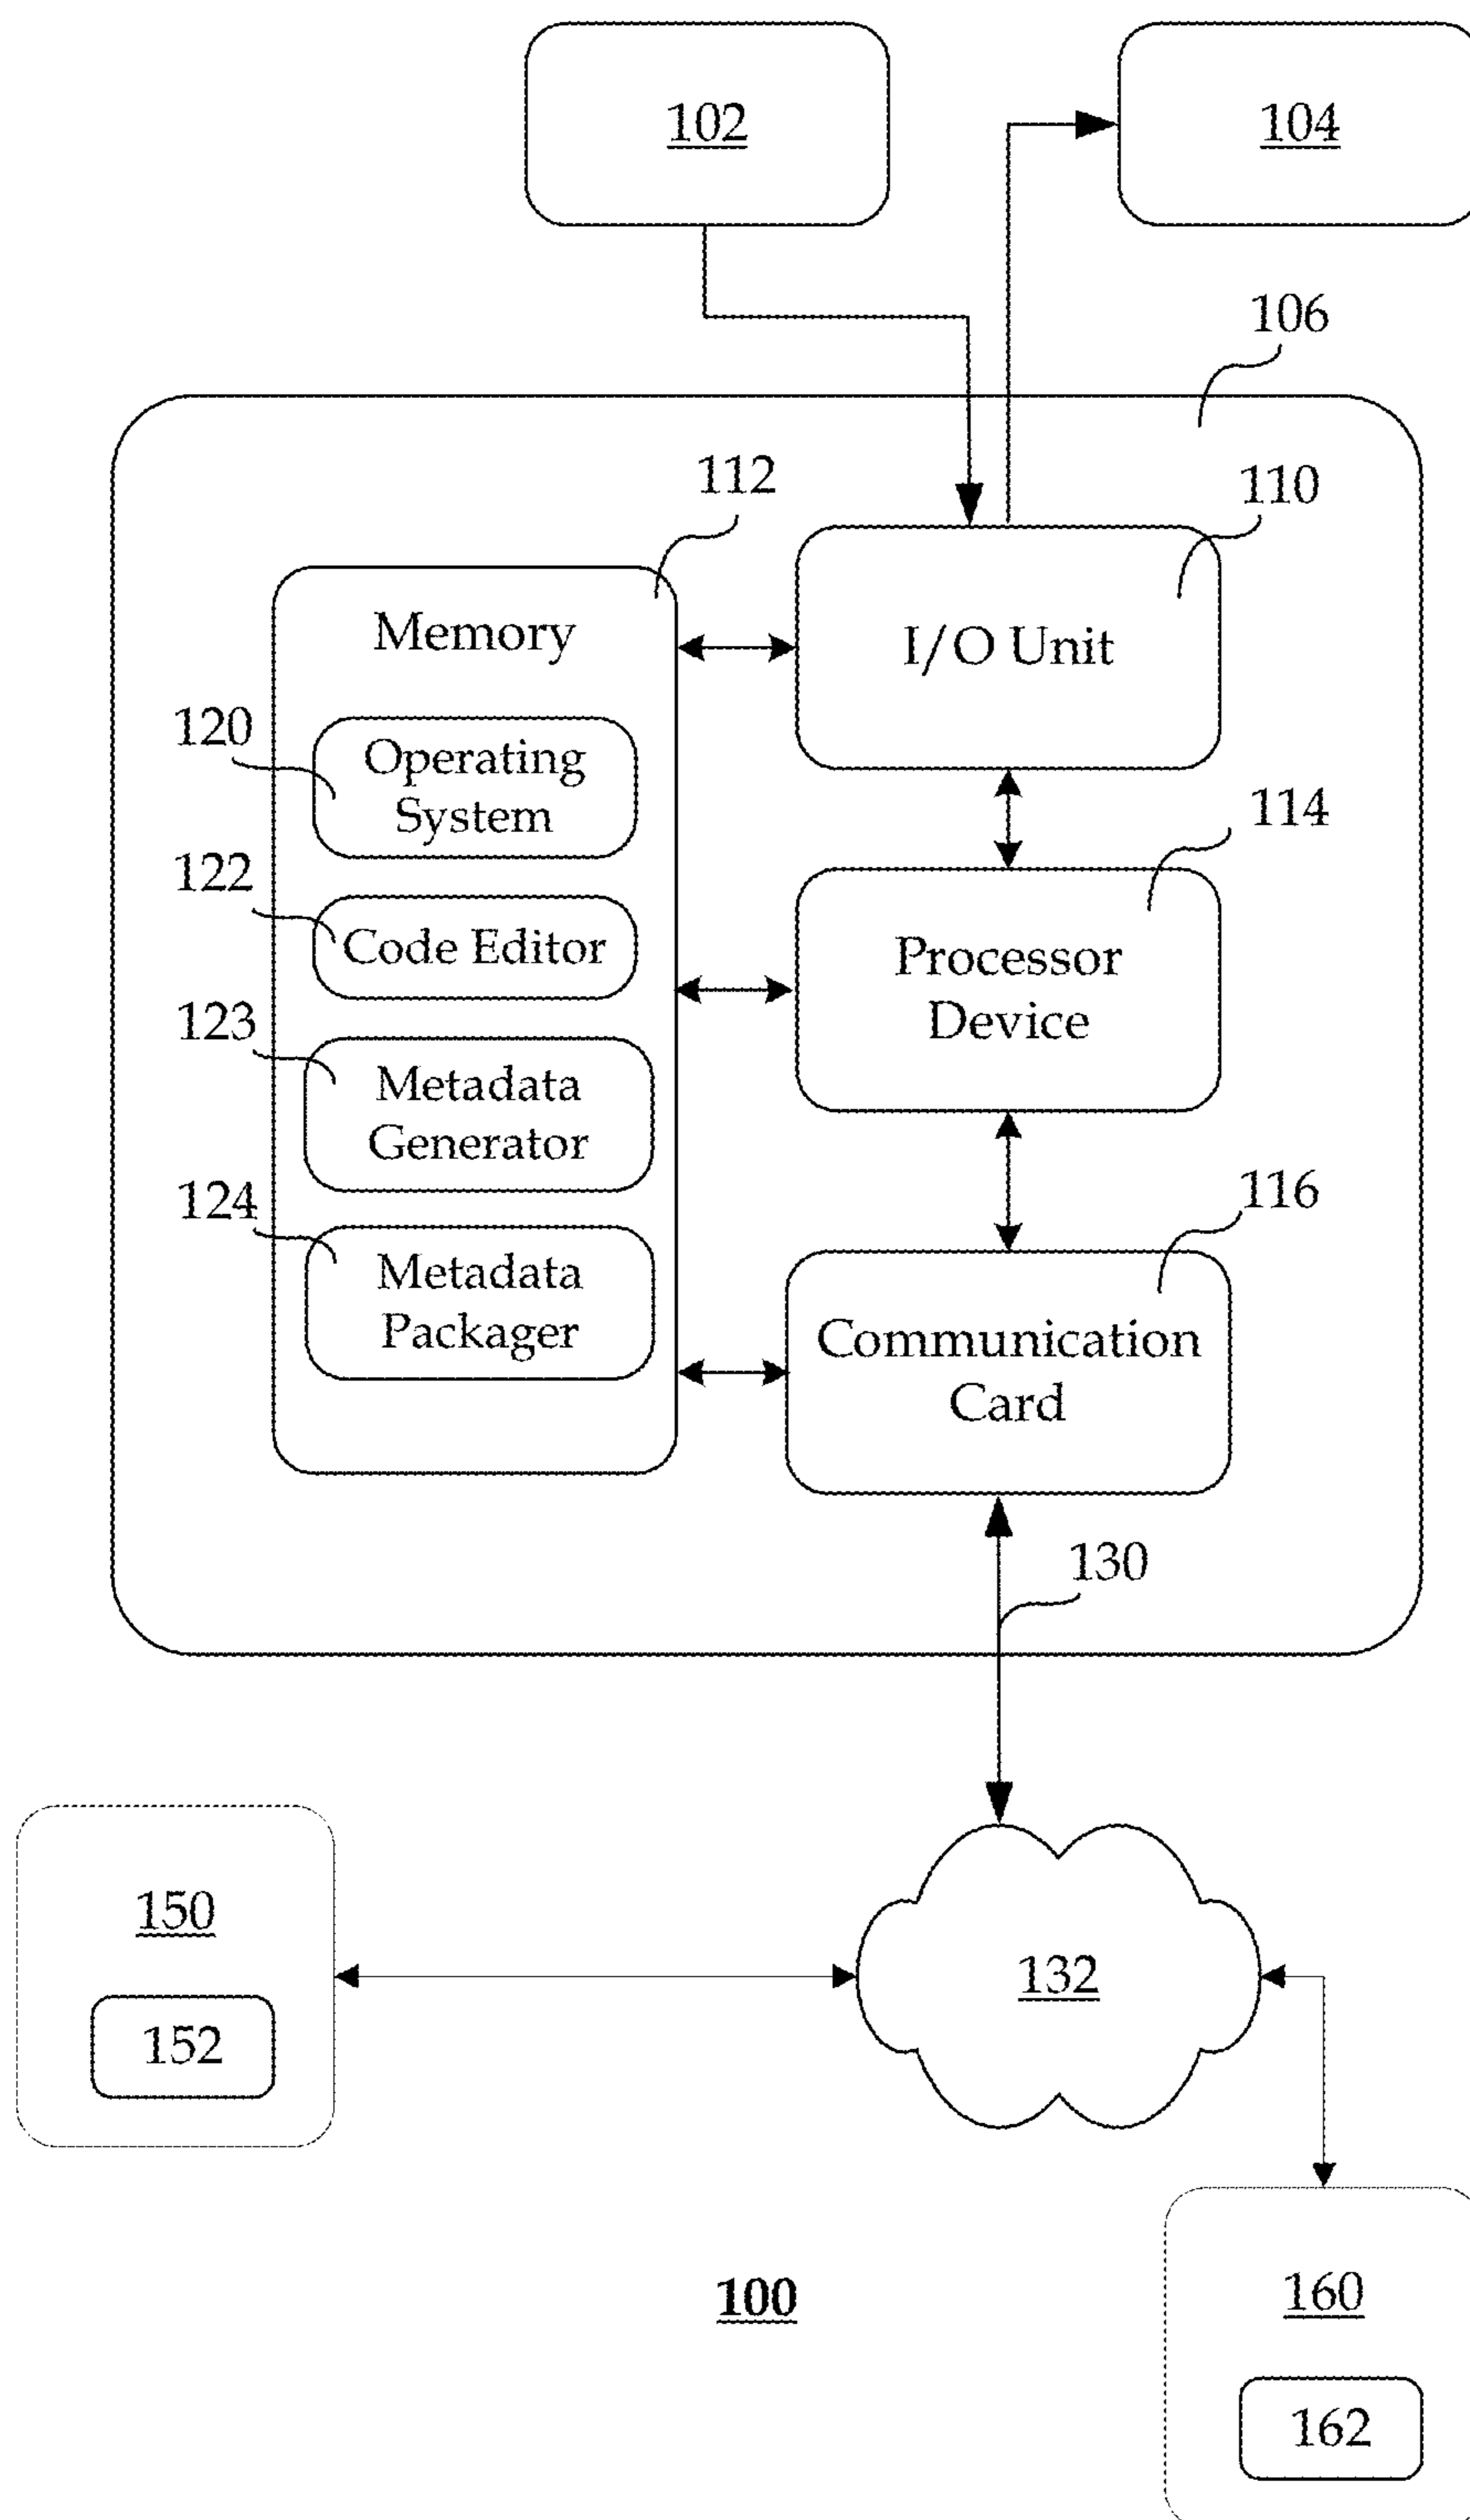 102
104
106
112
110
Memory
I/O Unit
120
Operating
System
114
122
Code Editor
Processor
Device
123
Metadata
Generator
124
116
Metadata
Packager
Communication
Card
130
150
132
152
100
160
162